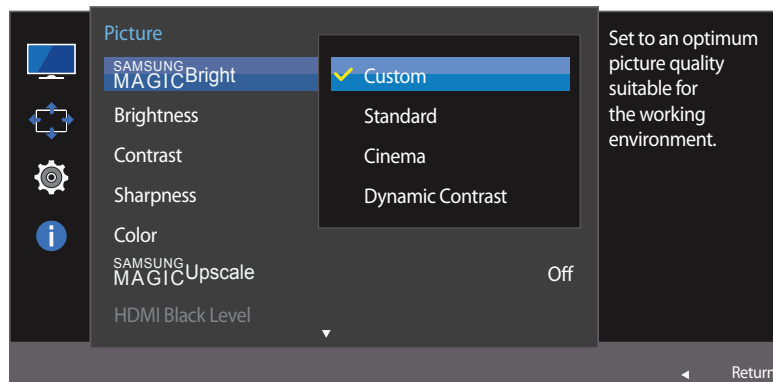 Picture
SAMSUNG
MAGICBright
Brightness
Contrast
Sharpness
Color
SAMSUNG
MAGICUpscale Off
HDMI Black Level
Custom
Standard
Cinema
Dynamic Contrast
Set to an optimum
picture quality
suitable for
the working
environment.
Return